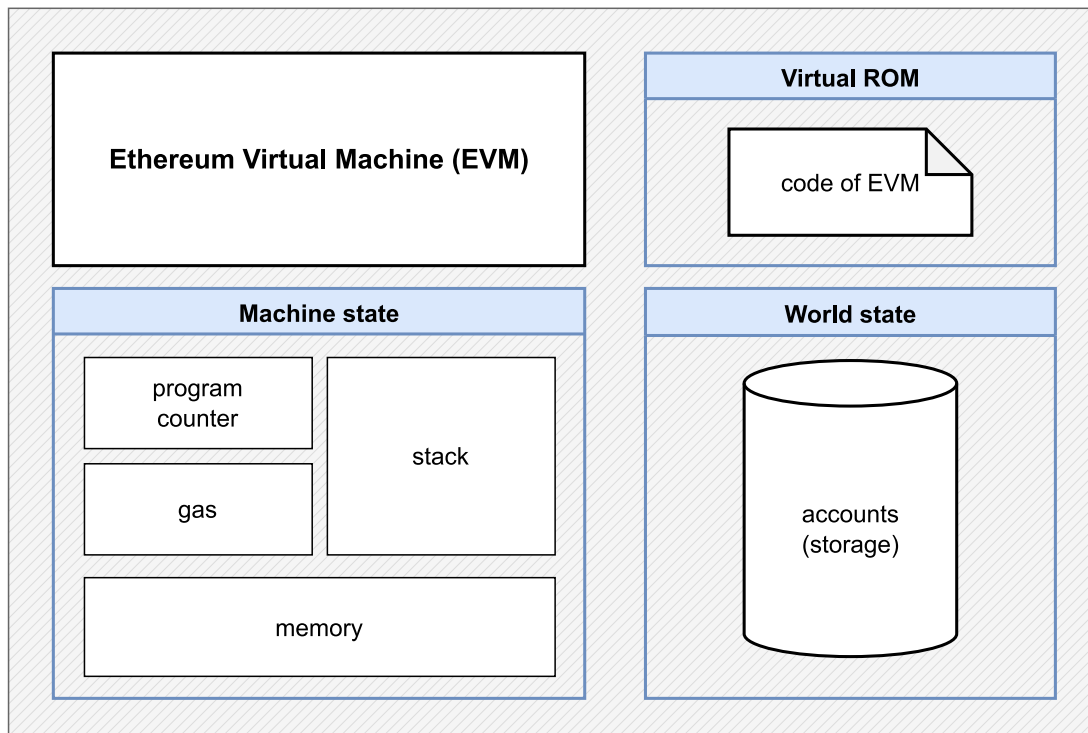 Ethereum Virtual Machine (EVM)
Virtual ROM
code of EVM
Machine state
program
counter
gas
stack
memory
World state
accounts
(storage)